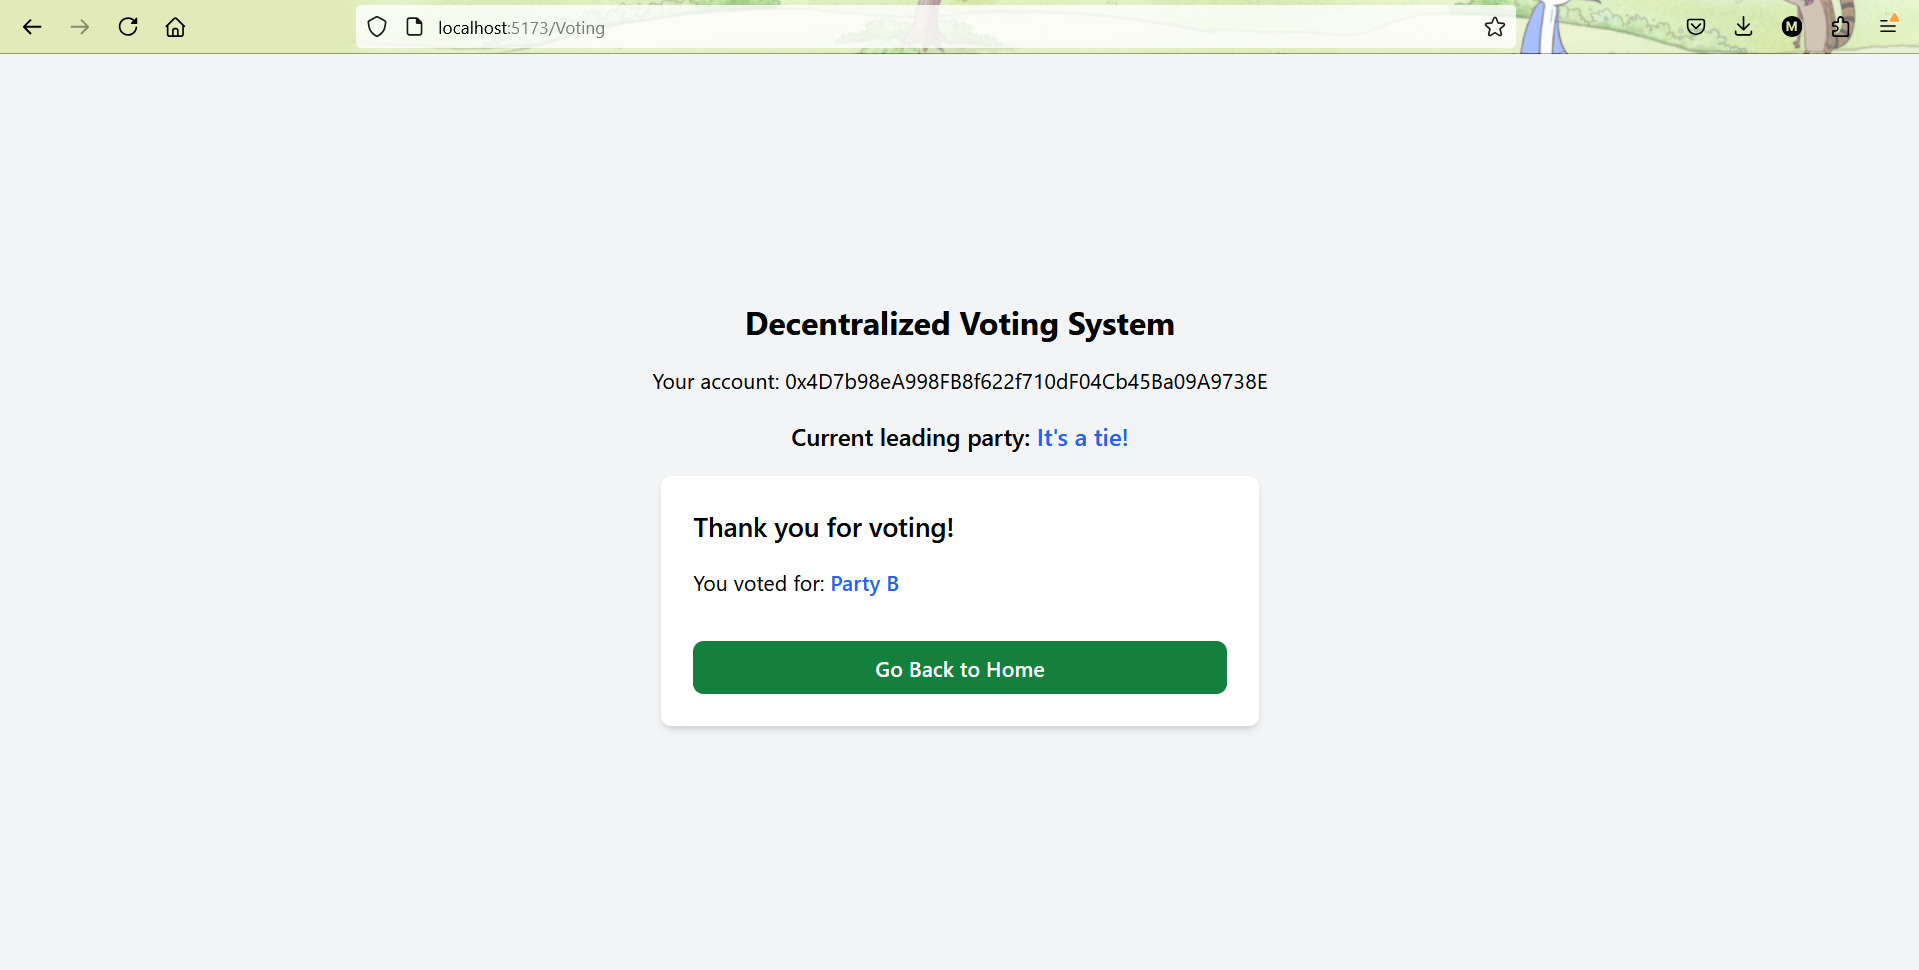 localhost:5173/Voting
M
Decentralized Voting System
Your account: 0x4D7b98eA998FB8f622f710dF04Cb45Ba09A9738E
Current leading party: It's a tie!
Thank you for voting!
You voted for: Party B
Go Back to Home